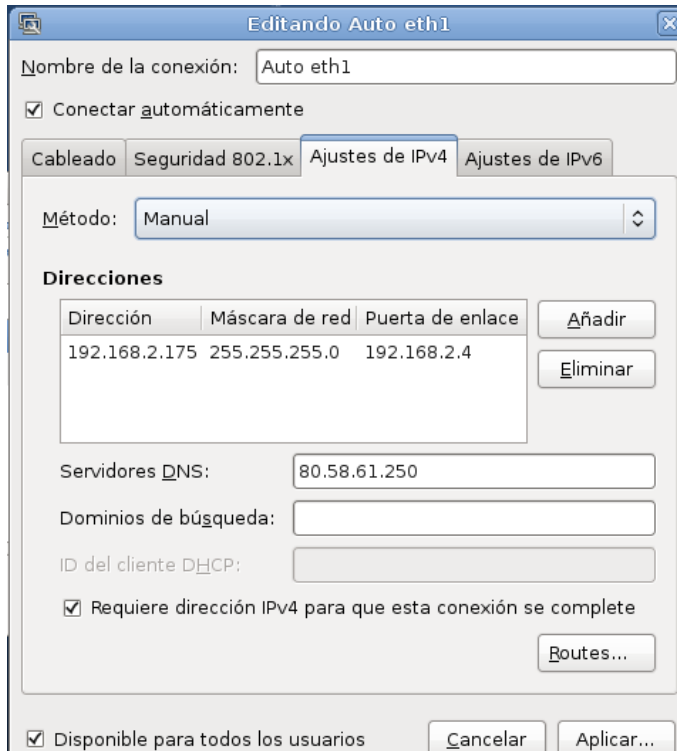 Editando Auto eth1
Nombre de la conexión: Auto eth1
Conectar automáticamente
Cableado Seguridad 802.1x Ajustes de IPv4 Ajustes de IPv6
Método: Manual
Direcciones
Dirección Máscara de red Puerta de enlace Añadir
192.168.2.175 255.255.255.0 192.168.2.4
Eliminar
Servidores DNS: 80.58.61.250
Dominios de búsqueda:
ID del cliente DHCP:
Requiere dirección IPv4 para que esta conexión se complete
Routes...
Disponible para todos los usuarios Cancelar Aplicar...